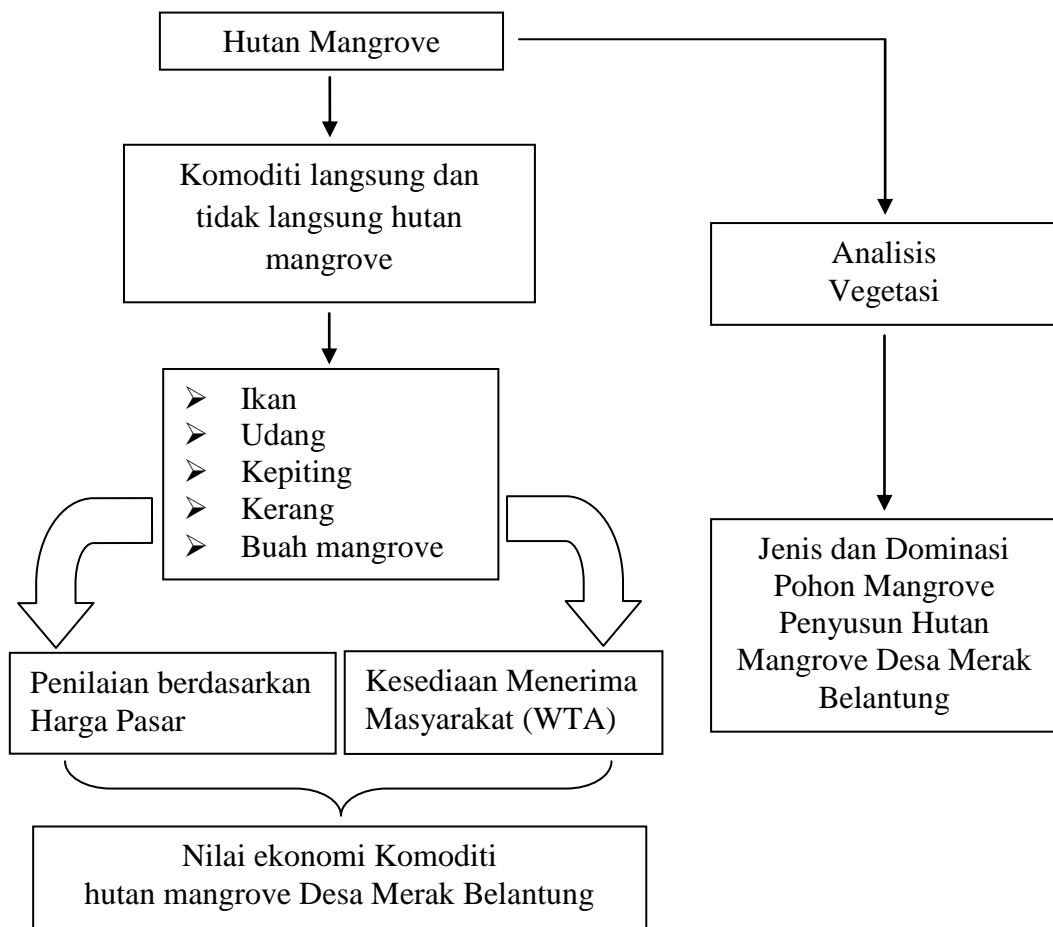 Hutan Mangrove
Komoditi langsung dan
tidak langsung hutan
mangrove
Analisis
Vegetasi
➢ Ikan
➢ Udang
➢ Kepiting
➢ Kerang
➢ Buah mangrove
Jenis dan Dominasi
Pohon Mangrove
Penyusun Hutan
Mangrove Desa Merak
Belantung
Penilaian berdasarkan
Harga Pasar
Kesediaan Menerima
Masyarakat (WTA)
Nilai ekonomi Komoditi
hutan mangrove Desa Merak Belantung